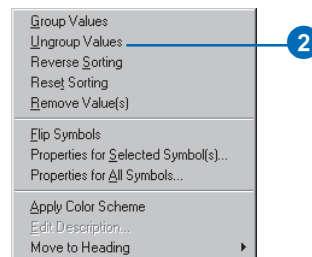 Group Values
Ungroup Values
2
Reverse Sorting
Reset Sorting
Remove Value(s)
Flip Symbols
Properties for Selected Symbol(s)...
Properties for All Symbols...
Apply Color Scheme
Edit Description...
Move to Heading